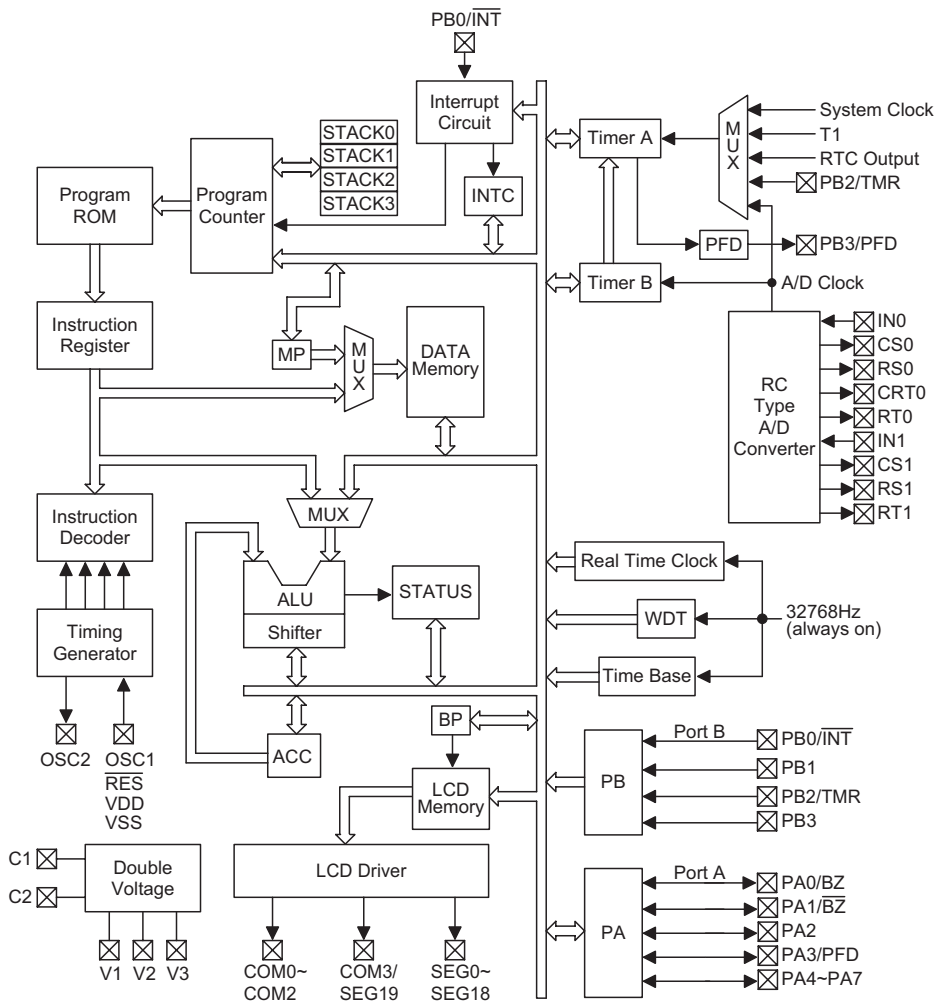 PB0/I̅N̅T̅
Interrupt
Circuit
STACK0
STACK1
STACK2
STACK3
INTC
Program
ROM
Program
Counter
Timer A
MUX
System Clock
T1
RTC Output
PB2/TMR
PFD
PB3/PFD
Timer B
A/D Clock
Instruction
Register
MP
MUX
DATA
Memory
RC
Type
A/D
Converter
IN0
CS0
RS0
CRT0
RT0
IN1
CS1
RS1
RT1
MUX
Instruction
Decoder
ALU
Shifter
STATUS
Real Time Clock
WDT
Time Base
32768Hz
(always on)
Timing
Generator
OSC2
OSC1
R̅E̅S̅
VDD
VSS
ACC
BP
LCD
Memory
PB
Port B
PB0/I̅N̅T̅
PB1
PB2/TMR
PB3
C1
C2
Double
Voltage
V1
V2
V3
LCD Driver
COM0~
COM2
COM3/
SEG19
SEG0~
SEG18
PA
Port A
PA0/BZ
PA1/B̅Z̅
PA2
PA3/PFD
PA4~PA7